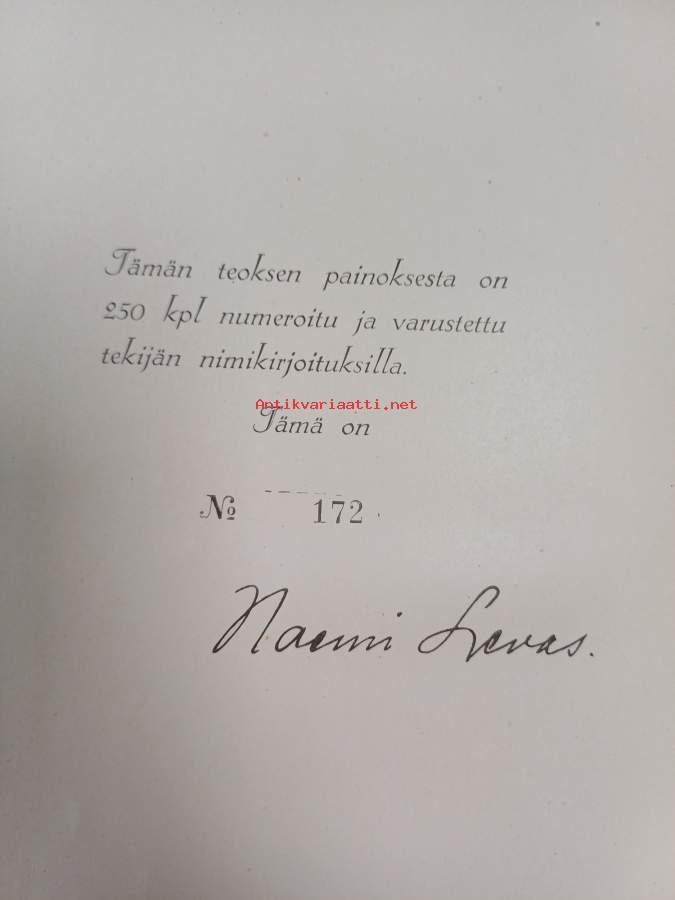 Tämän teoksen painoksesta on
250 kpl numeroitu ja varustettu
tekijän nimikirjoituksilla.
Antikvariaatti.net
Tämä on
№ 172
Naemi Levas.